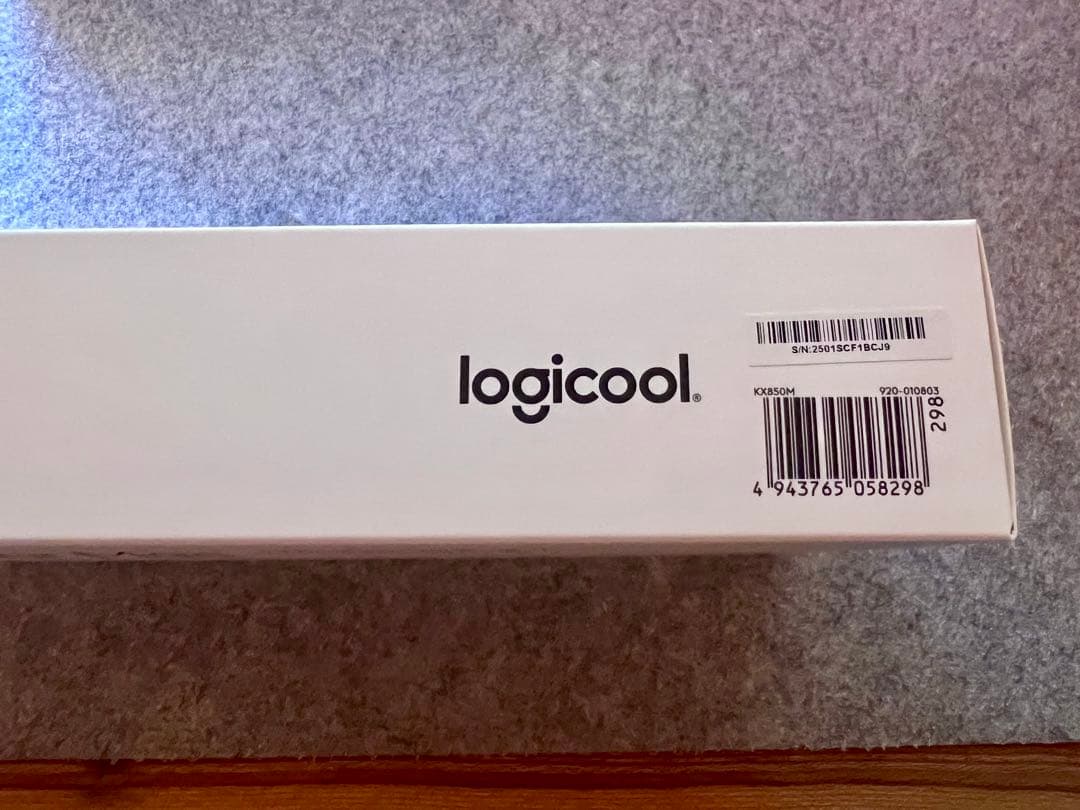 logicool®
S/N:2501SCF1BCJ9
KX850M 920-010803
298
4 943765 058298